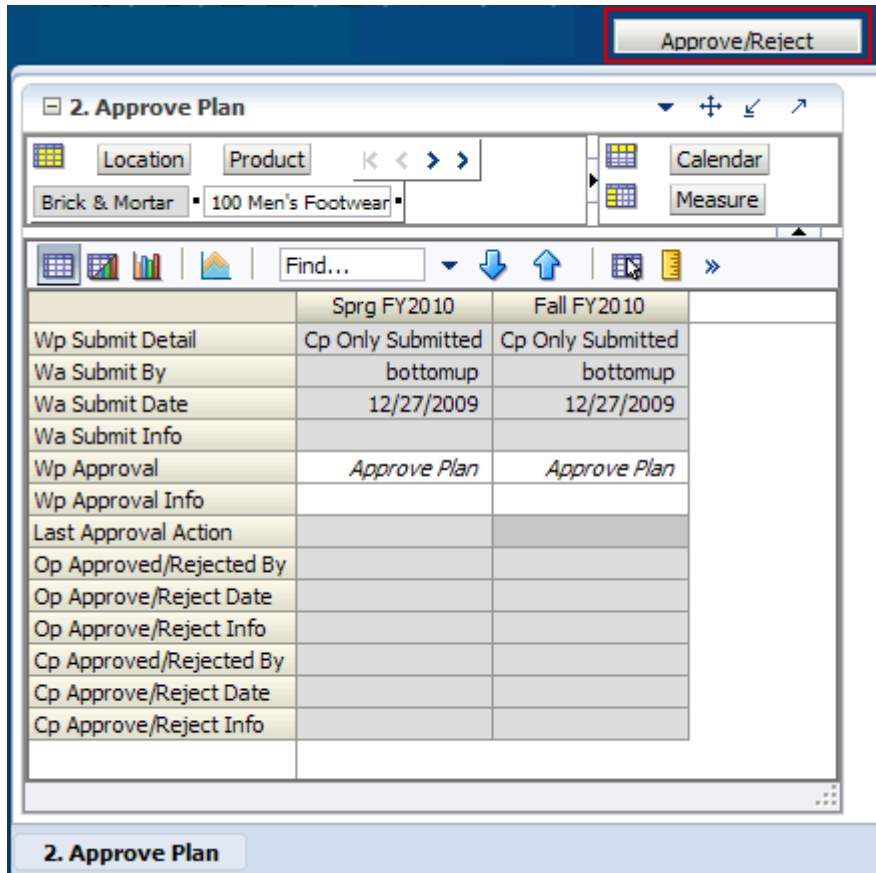 Approve/Reject
2. Approve Plan
Location Product Calendar
Brick & Mortar 100 Men's Footwear Measure
Find...
Sprg FY2010 Fall FY2010
Wp Submit Detail Cp Only Submitted Cp Only Submitted
Wa Submit By bottomup bottomup
Wa Submit Date 12/27/2009 12/27/2009
Wa Submit Info
Wp Approval Approve Plan Approve Plan
Wp Approval Info
Last Approval Action
Op Approved/Rejected By
Op Approve/Reject Date
Op Approve/Reject Info
Cp Approved/Rejected By
Cp Approve/Reject Date
Cp Approve/Reject Info
2. Approve Plan